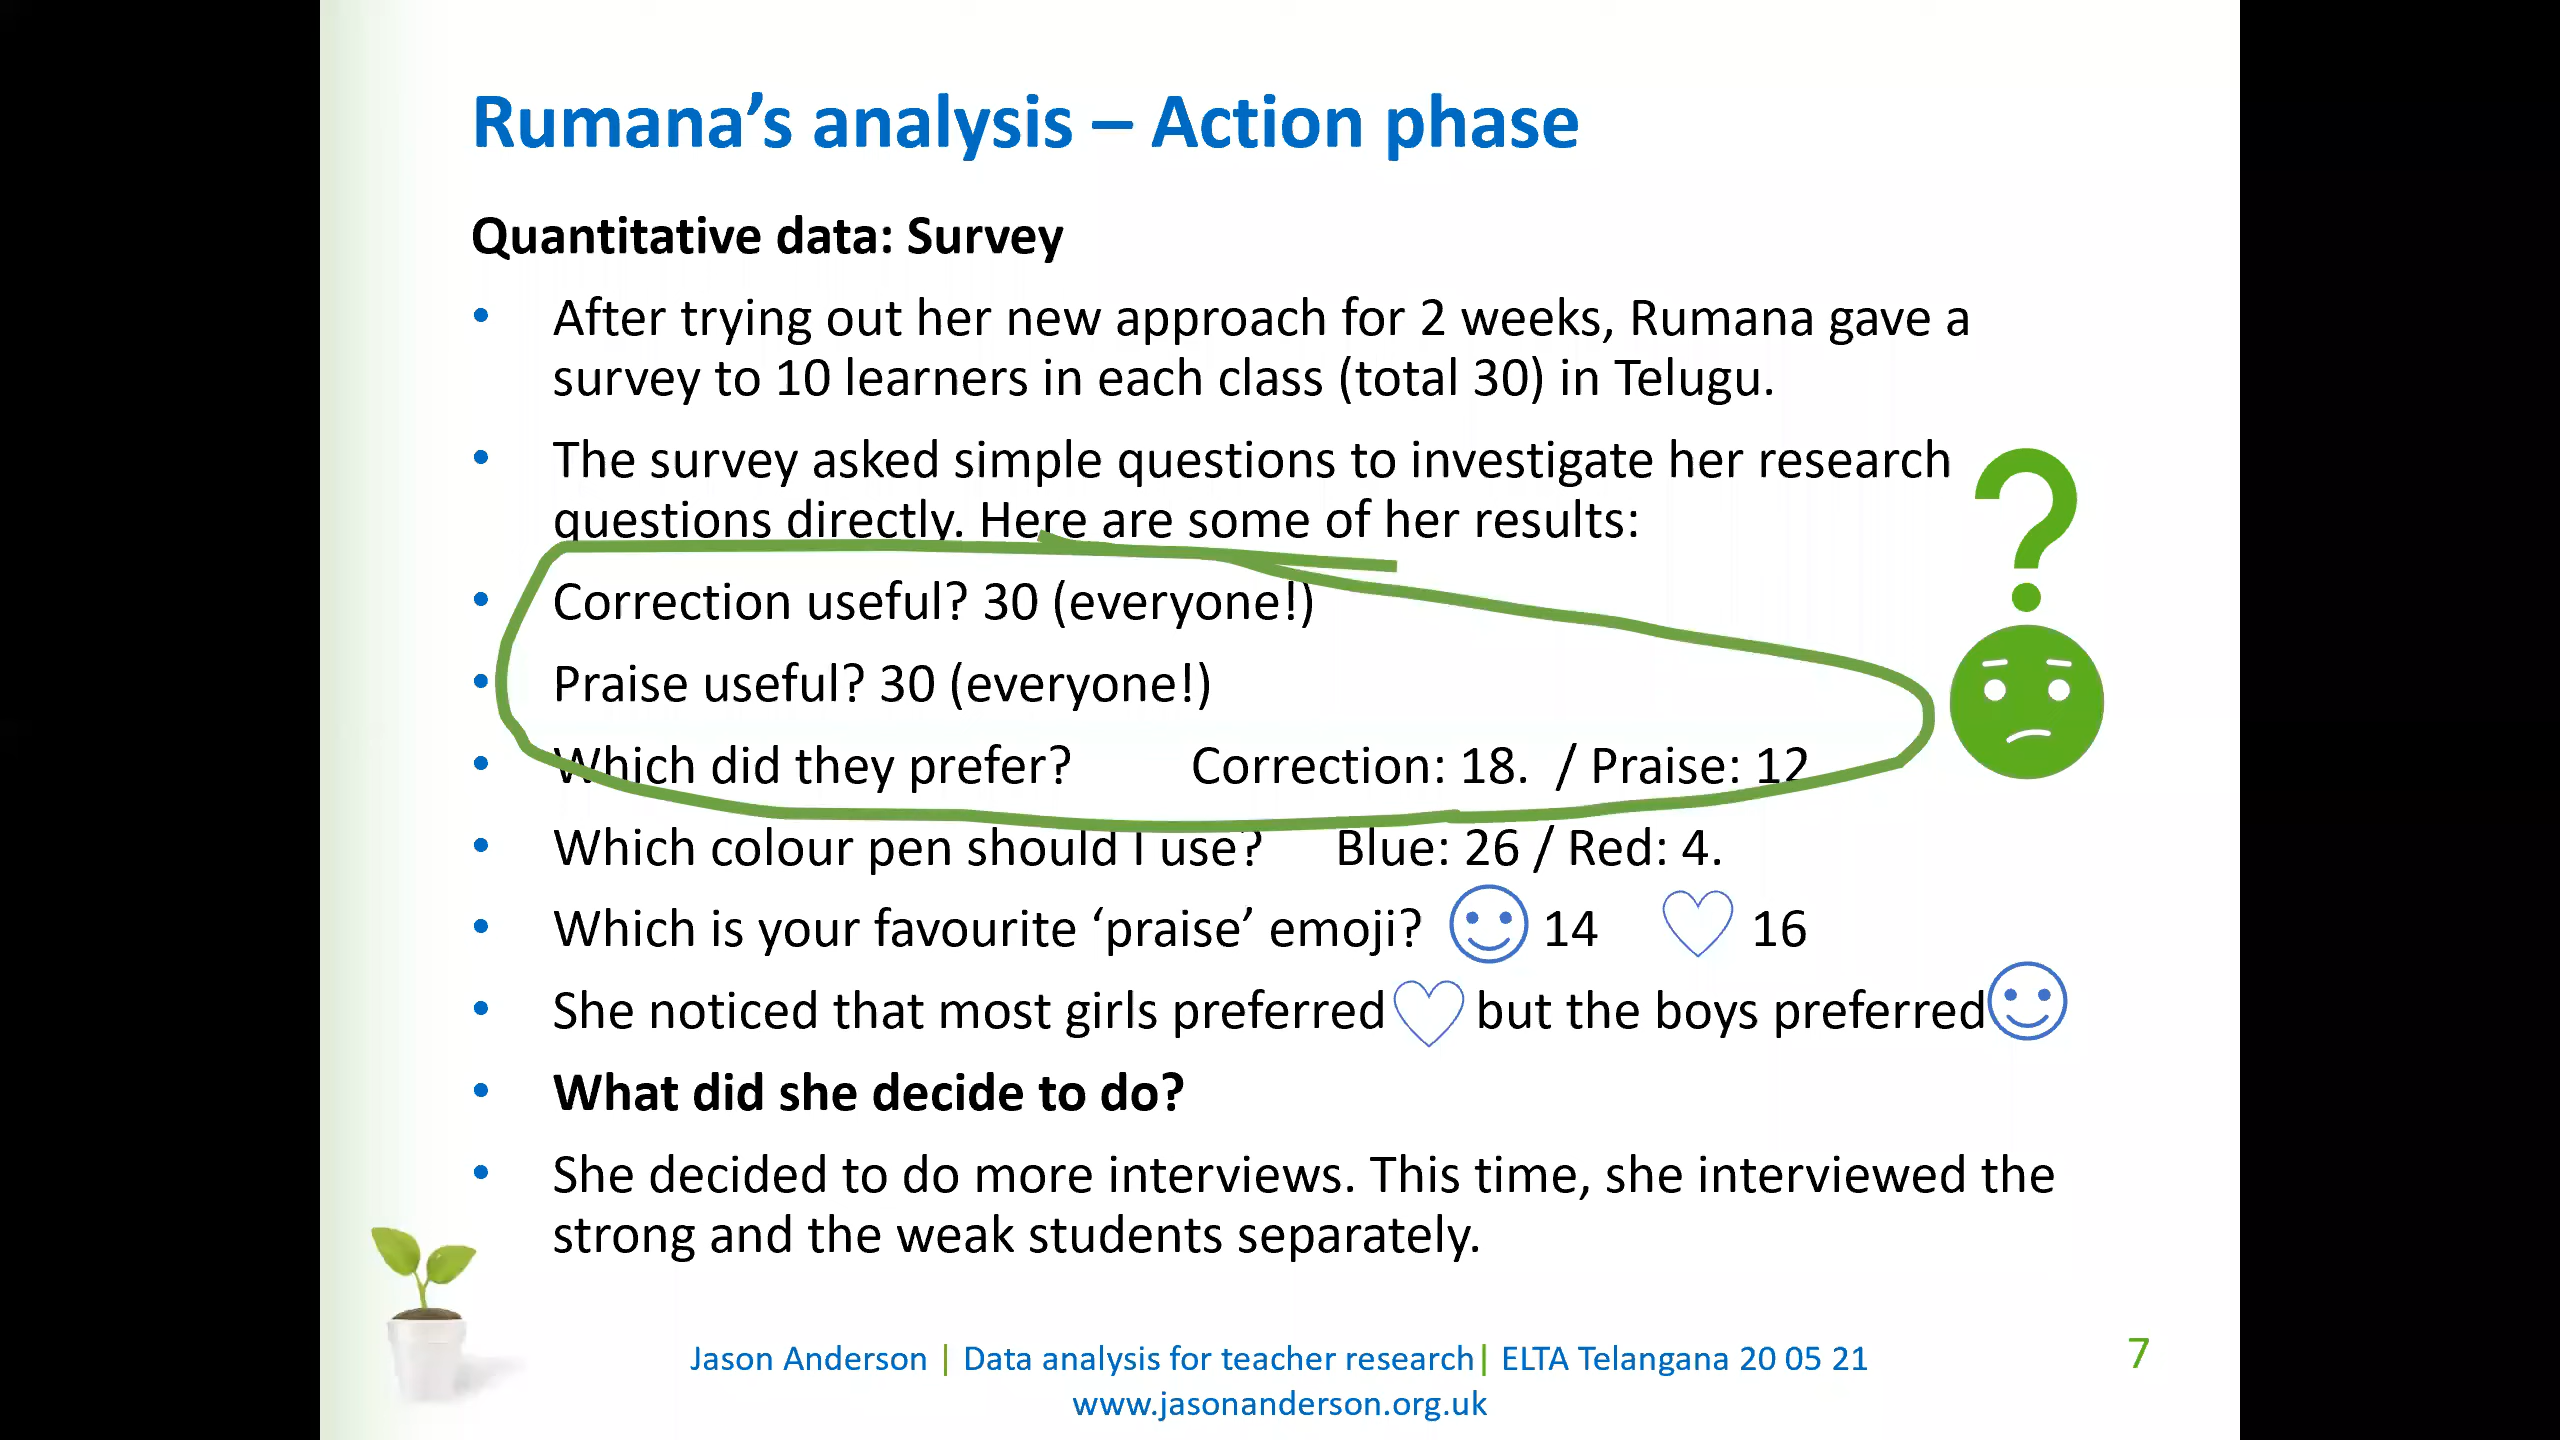 Rumana's analysis – Action phase
Quantitative data: Survey
• After trying out her new approach for 2 weeks, Rumana gave a
survey to 10 learners in each class (total 30) in Telugu.
• The survey asked simple questions to investigate her research
questions directly. Here are some of her results:
• Correction useful? 30 (everyone!)
• Praise useful? 30 (everyone!)
• Which did they prefer? Correction: 18. / Praise: 12
• Which colour pen should I use? Blue: 26 / Red: 4.
• Which is your favourite ‘praise’ emoji? 14 16
• She noticed that most girls preferred but the boys preferred
• What did she decide to do?
• She decided to do more interviews. This time, she interviewed the
strong and the weak students separately.
?
Jason Anderson | Data analysis for teacher research| ELTA Telangana 20 05 21
www.jasonanderson.org.uk
7